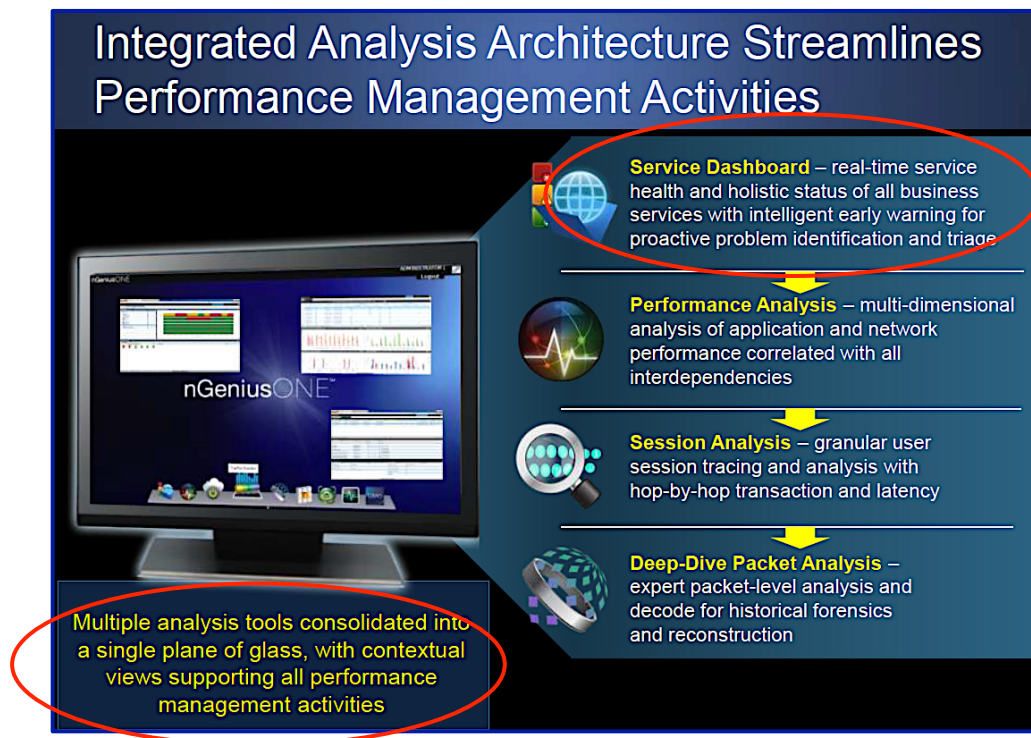 Integrated Analysis Architecture Streamlines
Performance Management Activities
Service Dashboard – real-time service
health and holistic status of all business
services with intelligent early warning for
proactive problem identification and triage
Performance Analysis – multi-dimensional
analysis of application and network
performance correlated with all
interdependencies
Session Analysis – granular user
session tracing and analysis with
hop-by-hop transaction and latency
Deep-Dive Packet Analysis –
expert packet-level analysis and
decode for historical forensics
and reconstruction
nGeniusONE
ADMINISTRATOR |
Logout
nGeniusONE™
Multiple analysis tools consolidated into
a single plane of glass, with contextual
views supporting all performance
management activities